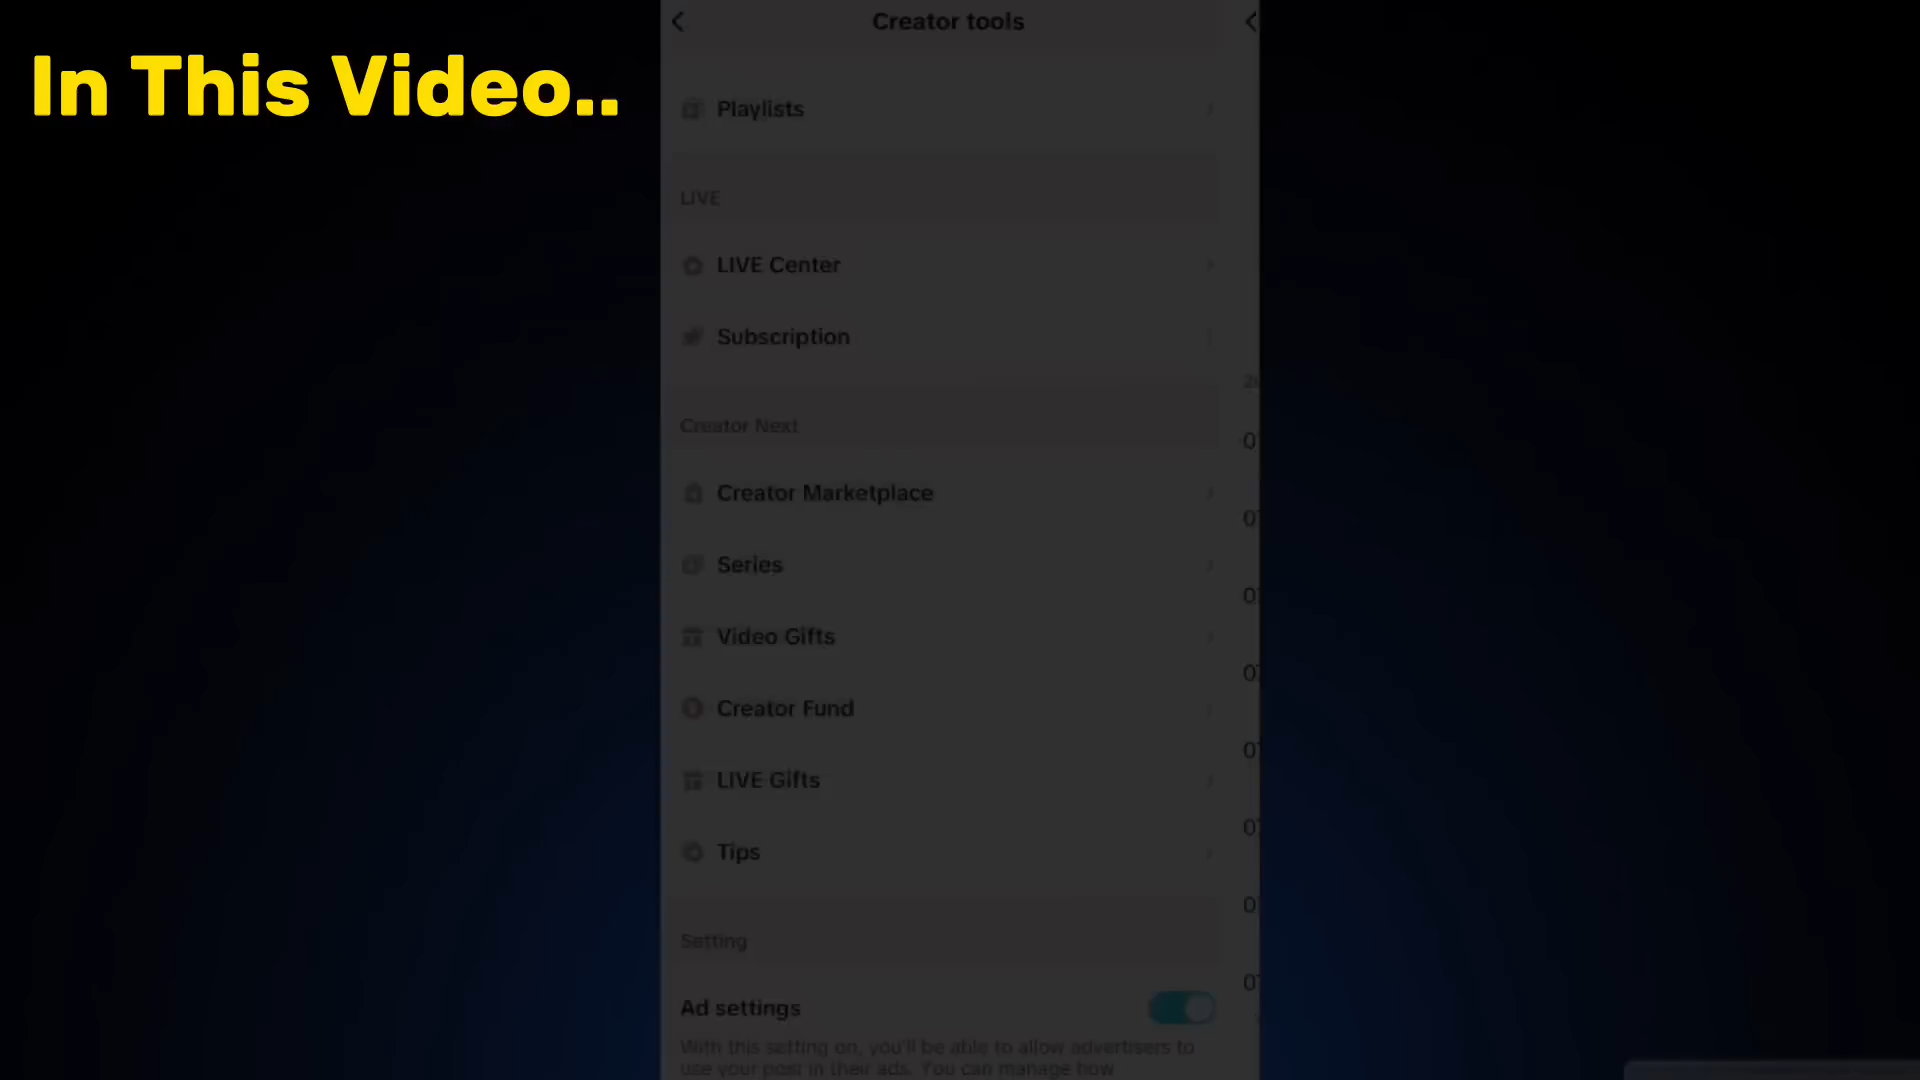 In This Video..
Creator tools
Playlists
LIVE
LIVE Center
Subscription
Creator Next
Creator Marketplace
Series
Video Gifts
Creator Fund
LIVE Gifts
Tips
Setting
Ad settings
With this setting on, you'll be able to allow advertisers to
use your post in their ads. You can manage how